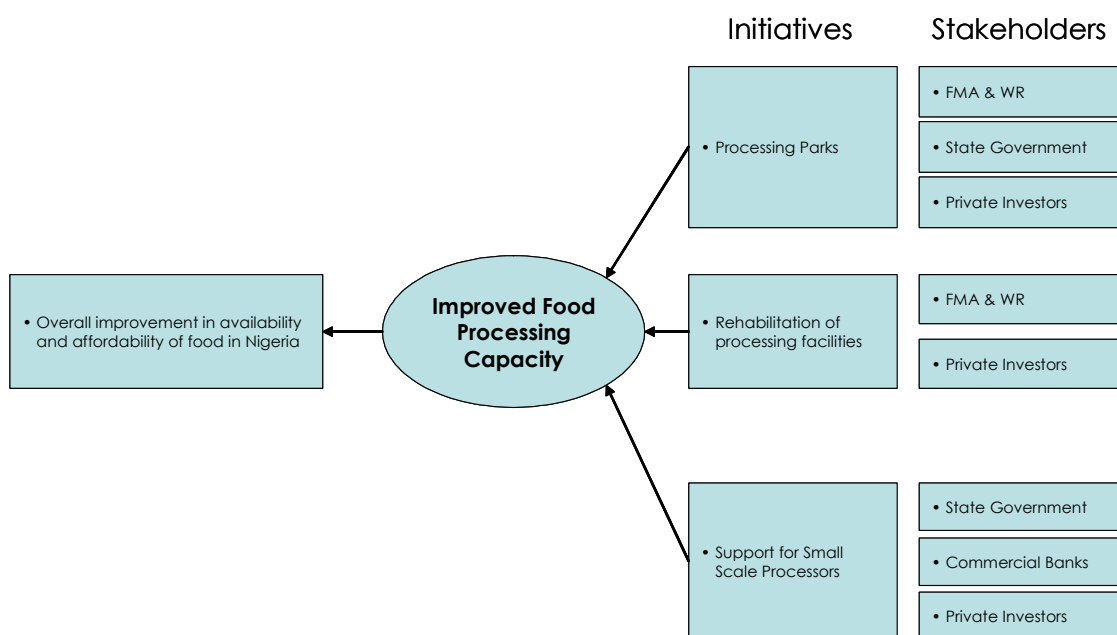 Initiatives
Stakeholders
• Processing Parks
• FMA & WR
• State Government
• Private Investors
• Overall improvement in availability
and affordability of food in Nigeria
Improved Food
Processing
Capacity
• Rehabilitation of
processing facilities
• FMA & WR
• Private Investors
• Support for Small
Scale Processors
• State Government
• Commercial Banks
• Private Investors